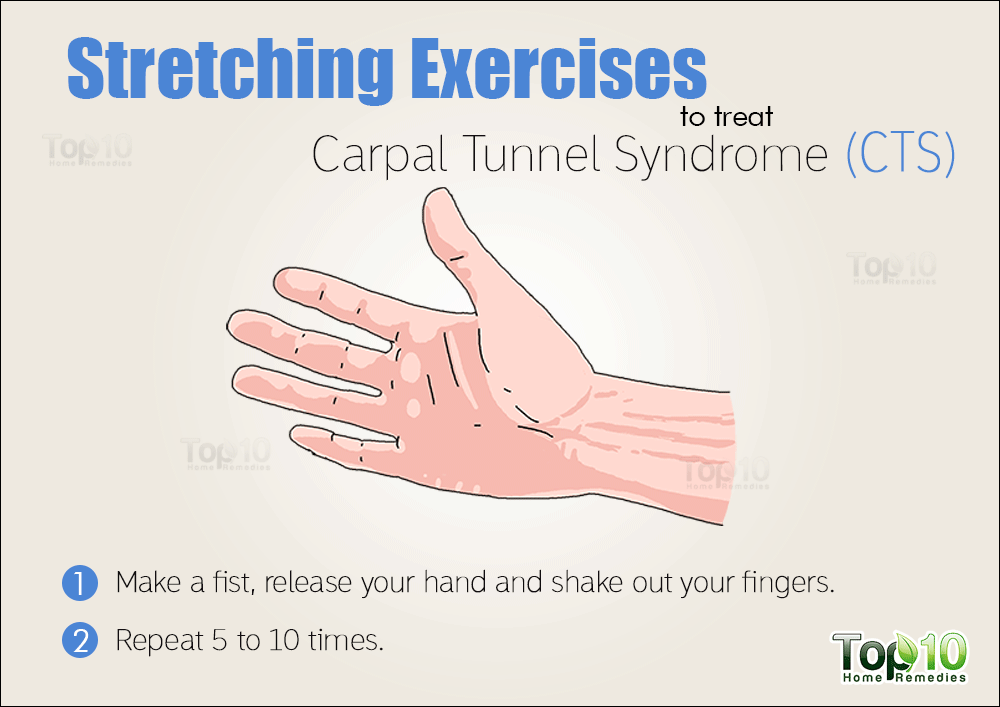 Stretching Exercises
to treat
Carpal Tunnel Syndrome (CTS)
Top10
Home Remedies
Top10
Home Remedies
Top10
Home Remedies
Top10
Home Remedies
1 Make a fist, release your hand and shake out your fingers.
2 Repeat 5 to 10 times.
Top10
Home Remedies